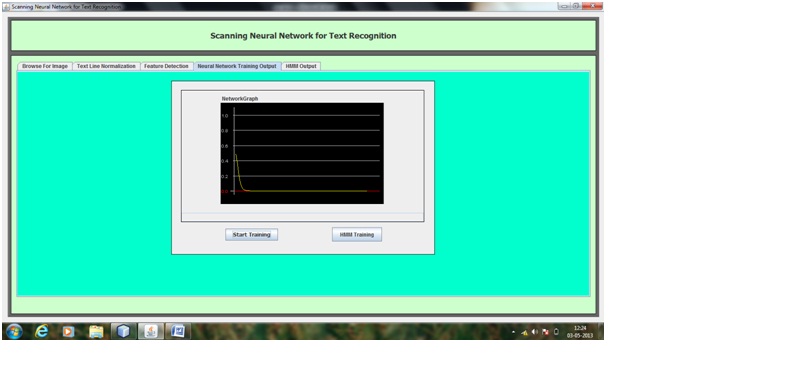 Scanning Neural Network for Text Recognition
Scanning Neural Network for Text Recognition
Browse For Image Text Line Normalization Feature Detection Neural Network Training Output HMM Output
NetworkGraph
1.0
0.8
0.6
0.4
0.2
0.0
Start Training HMM Training
12:24
03-05-2013